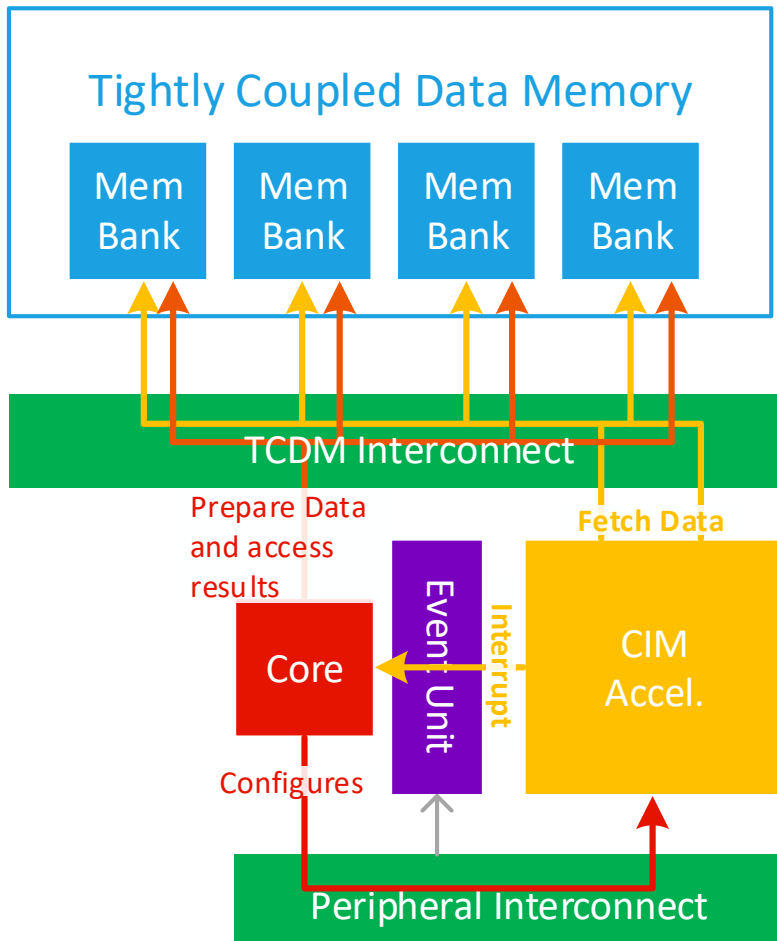 Tightly Coupled Data Memory
Mem
Bank
Mem
Bank
Mem
Bank
Mem
Bank
TCDM Interconnect
Prepare Data
and access
results
Fetch Data
Core
Event Unit
Interrupt
CIM
Accel.
Configures
Peripheral Interconnect